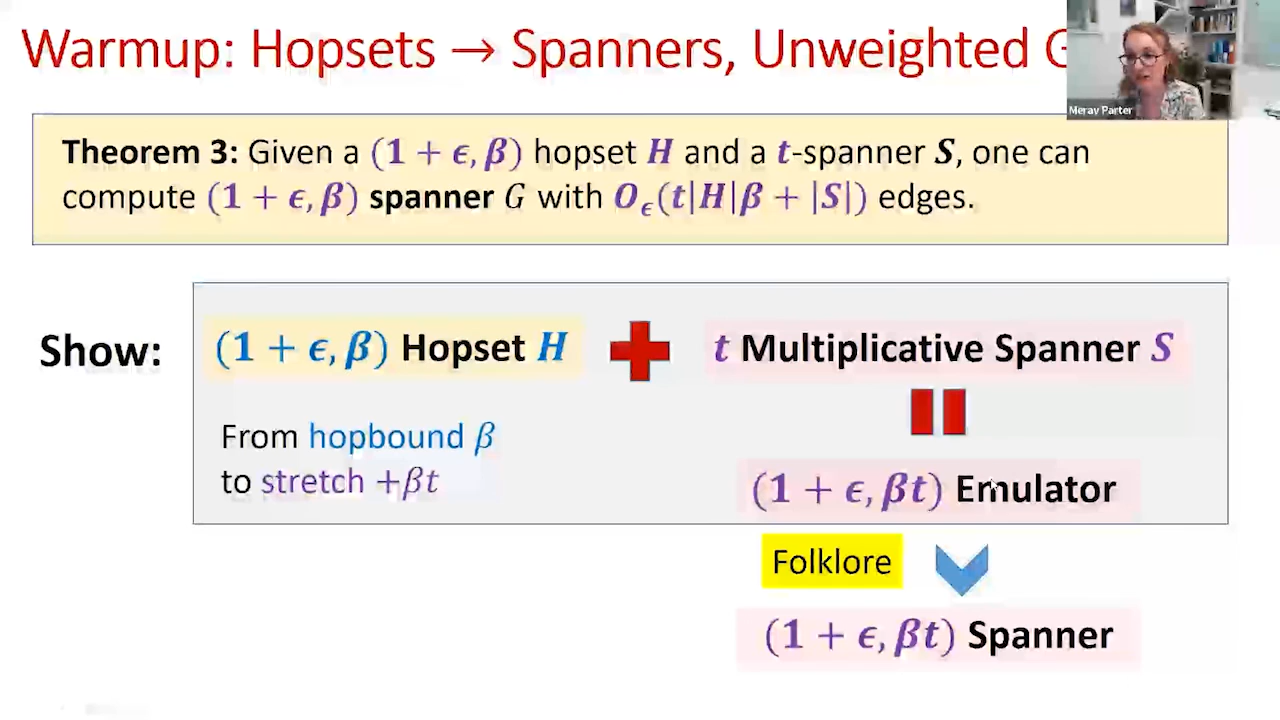 Warmup: Hopsets → Spanners, Unweighted G
Merav Parter
Theorem 3: Given a (1 + ϵ, β) hopset H and a t-spanner S, one can
compute (1 + ϵ, β) spanner G with O_ϵ(t|H|β + |S|) edges.
Show:
(1 + ϵ, β) Hopset H
t Multiplicative Spanner S
From hopbound β
to stretch +βt
(1 + ϵ, βt) Emulator
Folklore
(1 + ϵ, βt) Spanner